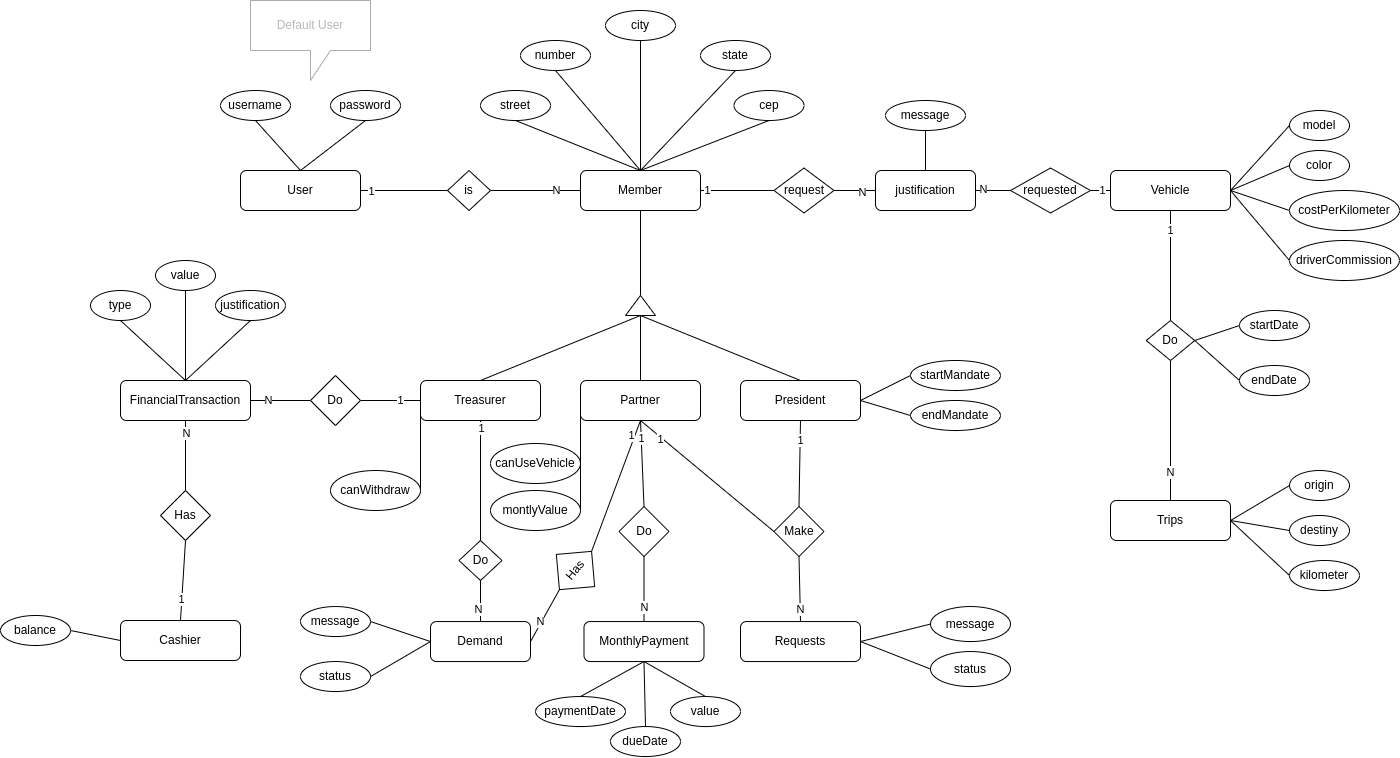 Default User
city
number
state
username
password
street
cep
message
model
color
costPerKilometer
driverCommission
User
1
is
N
Member
1
request
N
justification
N
requested
1
Vehicle
1
value
type
justification
Do
startDate
endDate
FinancialTransaction
N
Do
1
Treasurer
Partner
President
startMandate
endMandate
N
1
1
1
1
1
canUseVehicle
canWithdraw
montlyValue
N
Has
Do
Do
Has
Make
Trips
origin
destiny
kilometer
1
N
N
N
N
balance
Cashier
message
status
Demand
MonthlyPayment
Requests
message
status
paymentDate
value
dueDate